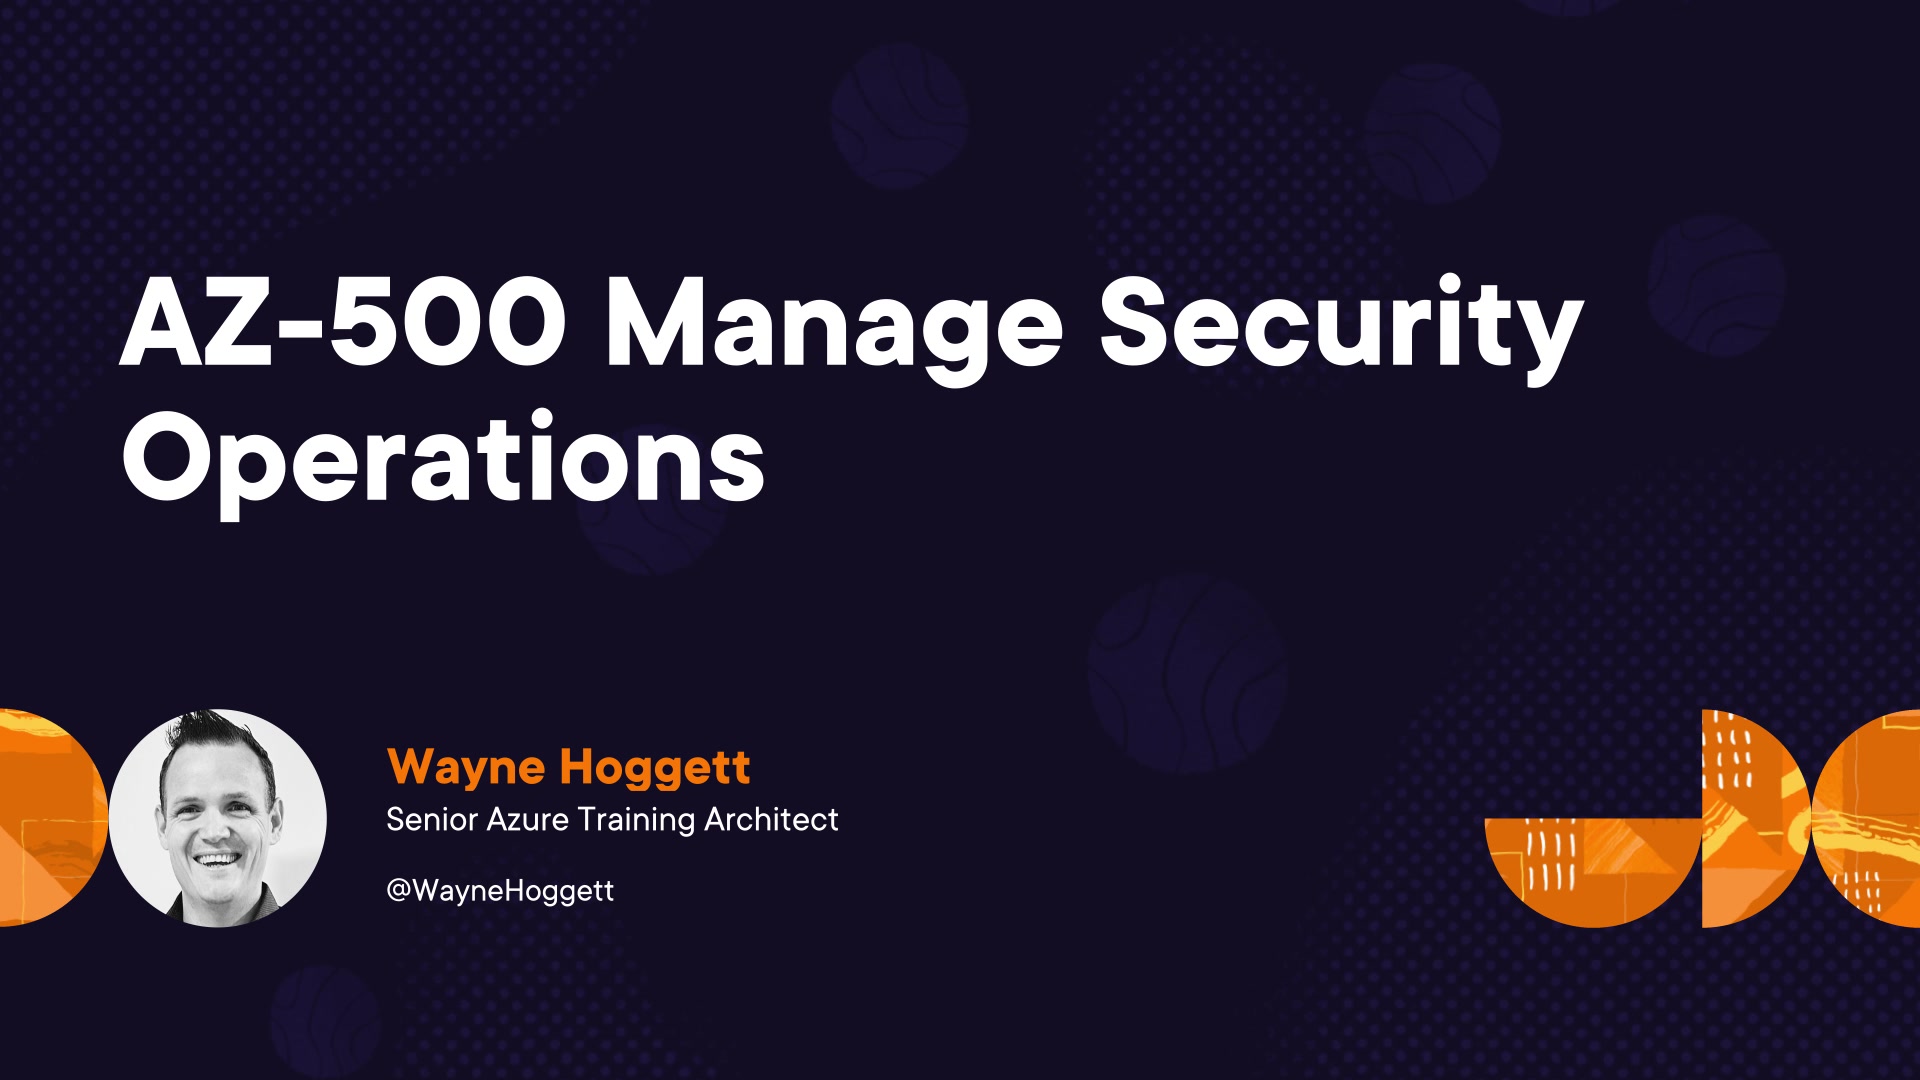 AZ-500 Manage Security
Operations
Wayne Hoggett
Senior Azure Training Architect
@WayneHoggett